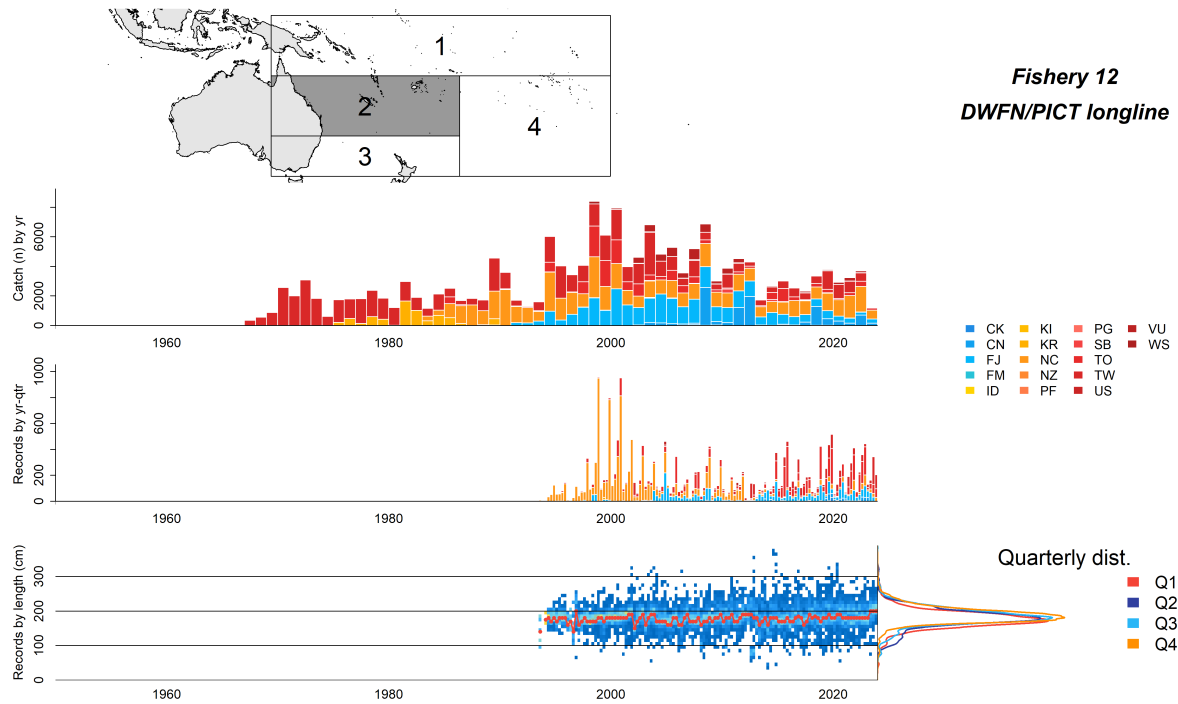 1
2
3
4
Fishery 12
DWFN/PICT longline
Catch (n) by yr
0 2000 6000
1960 1980 2000 2020
CK KI PG VU
CN KR SB WS
FJ NC TO
FM NZ TW
ID PF US
Records by yr-qtr
0 200 600 1000
1960 1980 2000 2020
Records by length (cm)
0 100 200 300
1960 1980 2000 2020
Quarterly dist.
Q1
Q2
Q3
Q4